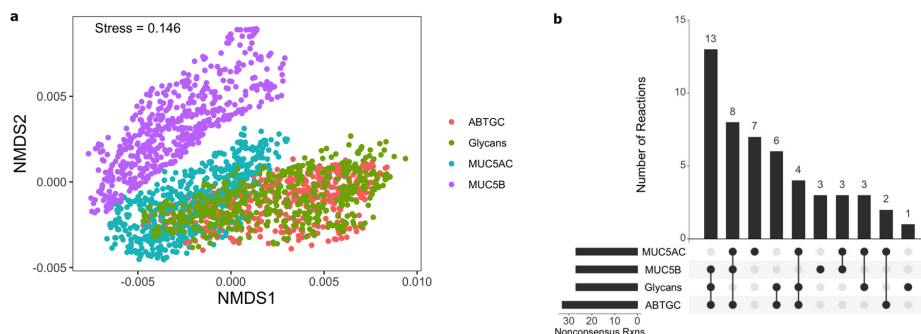 a
Stress = 0.146
NMDS2
0.005
0.000
-0.005
-0.005
0.000
0.005
0.010
NMDS1
ABTGC
Glycans
MUC5AC
MUC5B
b
Number of Reactions
15
10
5
0
13
8
7
6
4
3
3
3
2
1
MUC5AC
MUC5B
Glycans
ABTGC
30
20
10
0
Nonconsensus Rxns